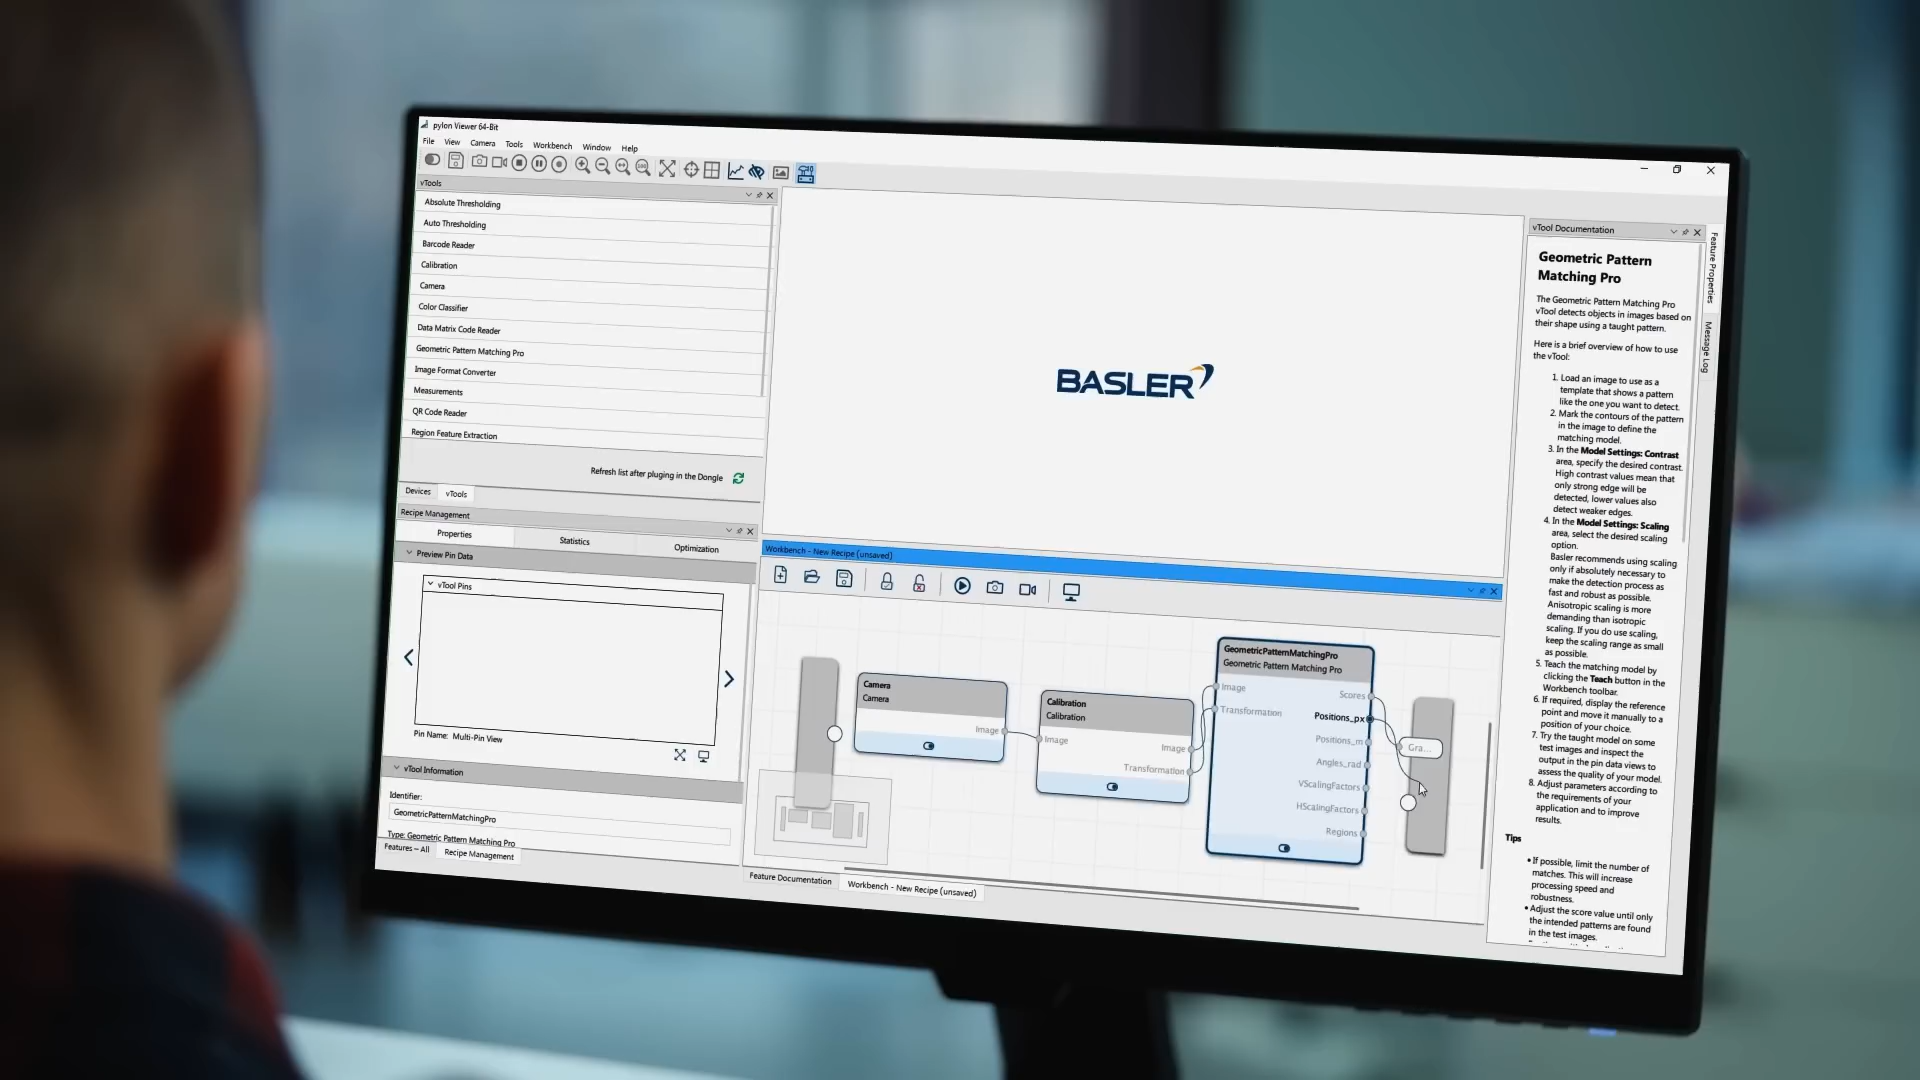 pylon Viewer 64-Bit
File View Camera Tools Workbench Window Help
vTools
Absolute Thresholding
Auto Thresholding
Barcode Reader
Calibration
Camera
Color Classifier
Data Matrix Code Reader
Geometric Pattern Matching Pro
Image Format Converter
Measurements
QR Code Reader
Region Feature Extraction
Refresh list after pluging in the Dongle
Devices vTools
Recipe Management
Properties Statistics Optimization
Preview Pin Data
vTool Pins
Pin Name: Multi-Pin View
vTool Information
Identifier:
GeometricPatternMatchingPro
Type: Geometric Pattern Matching Pro
Features – All Recipe Management
BASLER
Workbench - New Recipe (unsaved)
Camera
Camera
Image
Calibration
Calibration
Image
Image
Transformation
GeometricPatternMatchingPro
Geometric Pattern Matching Pro
Image Scores
Transformation Positions_px
Positions_m
Angles_rad
VScalingFactors
HScalingFactors
Regions
Gra...
Feature Documentation Workbench - New Recipe (unsaved)
vTool Documentation
Geometric Pattern
Matching Pro
The Geometric Pattern Matching Pro
vTool detects objects in images based on
their shape using a taught pattern.
Here is a brief overview of how to use
the vTool:
1. Load an image to use as a
template that shows a pattern
like the one you want to detect.
2. Mark the contours of the pattern
in the image to define the
matching model.
3. In the Model Settings: Contrast
area, specify the desired contrast.
High contrast values mean that
only strong edge will be
detected, lower values also
detect weaker edges.
4. In the Model Settings: Scaling
area, select the desired scaling
option.
Basler recommends using scaling
only if absolutely necessary to
make the detection process as
fast and robust as possible.
Anisotropic scaling is more
demanding than isotropic
scaling. If you do use scaling,
keep the scaling range as small
as possible.
5. Teach the matching model by
clicking the Teach button in the
Workbench toolbar.
6. If required, display the reference
point and move it manually to a
position of your choice.
7. Try the taught model on some
test images and inspect the
output in the pin data views to
assess the quality of your model.
8. Adjust parameters according to
the requirements of your
application and to improve
results.
Tips
• If possible, limit the number of
matches. This will increase
processing speed and
robustness.
• Adjust the score value until only
the intended patterns are found
in the test images.
Feature Properties
Message Log